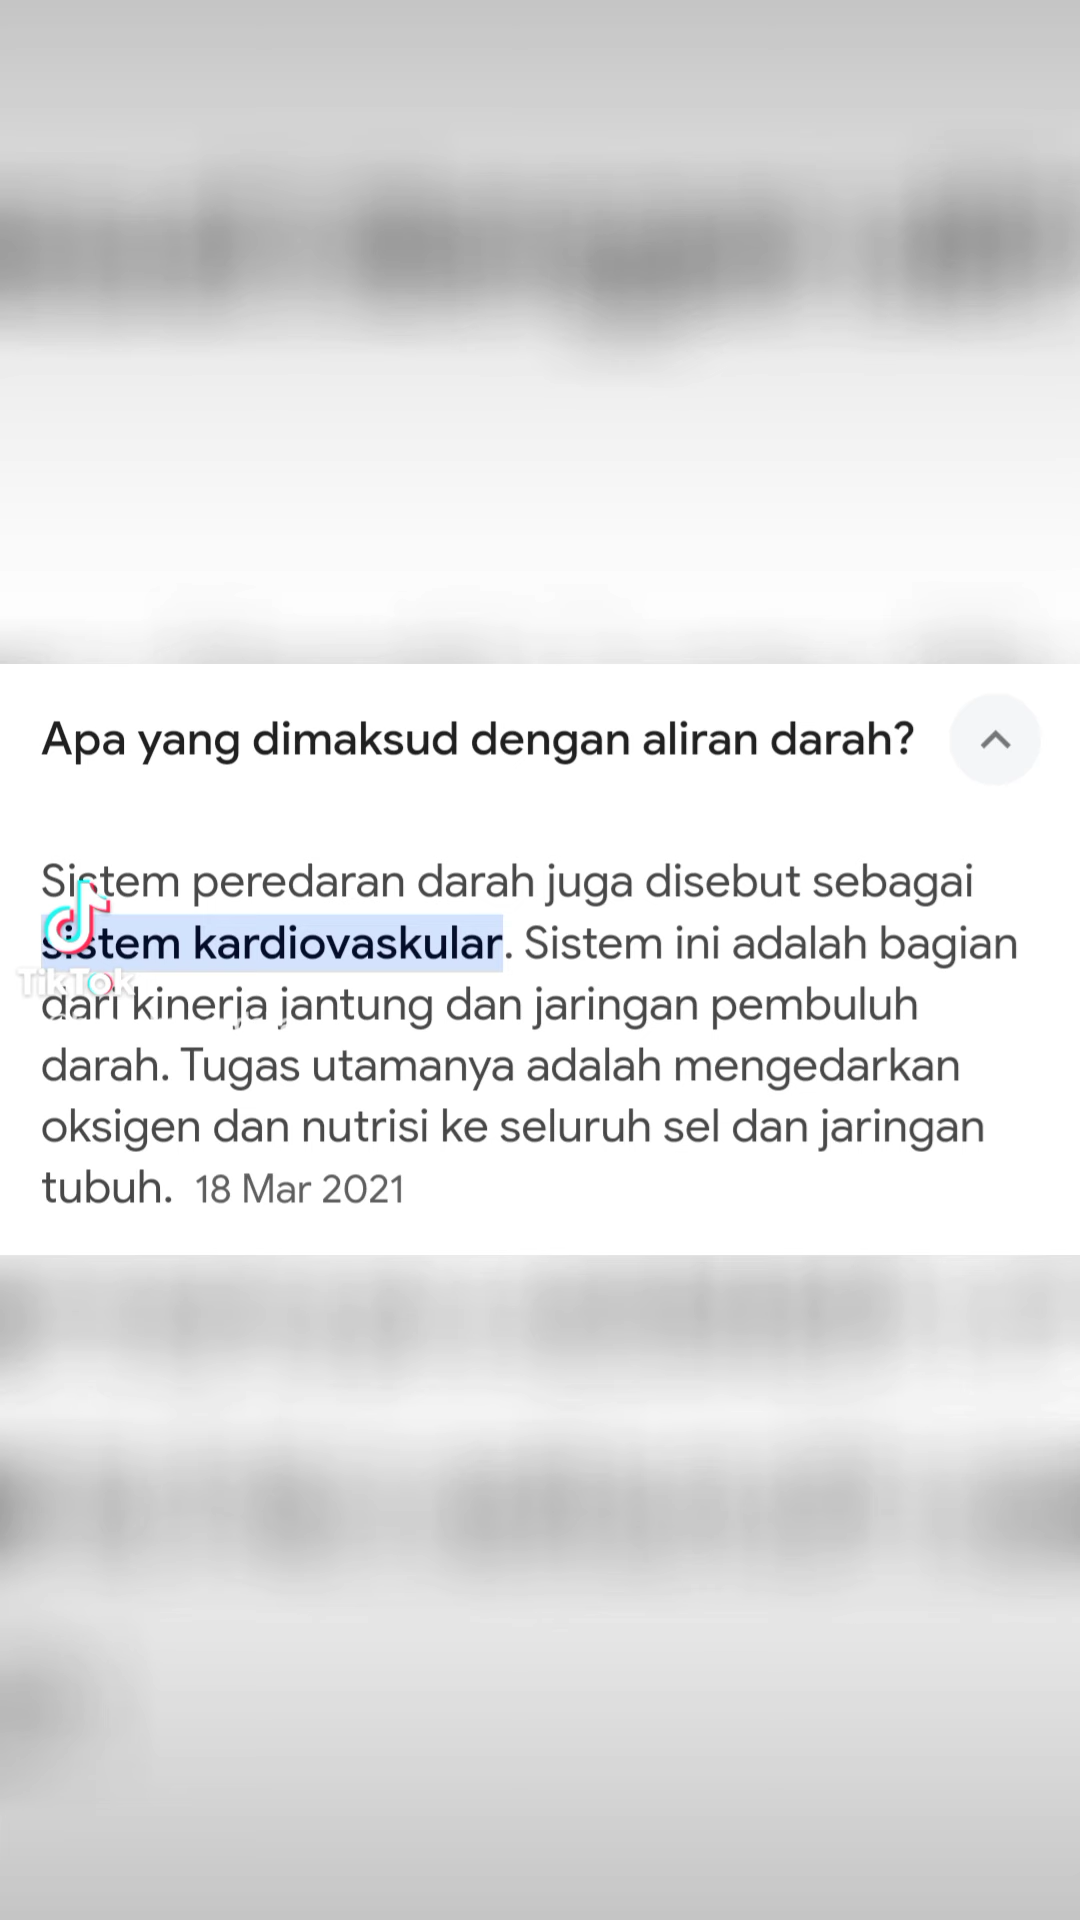 Apa yang dimaksud dengan aliran darah?
Sistem peredaran darah juga disebut sebagai
sistem kardiovaskular. Sistem ini adalah bagian
dari kinerja jantung dan jaringan pembuluh
darah. Tugas utamanya adalah mengedarkan
oksigen dan nutrisi ke seluruh sel dan jaringan
tubuh. 18 Mar 2021
TikTok